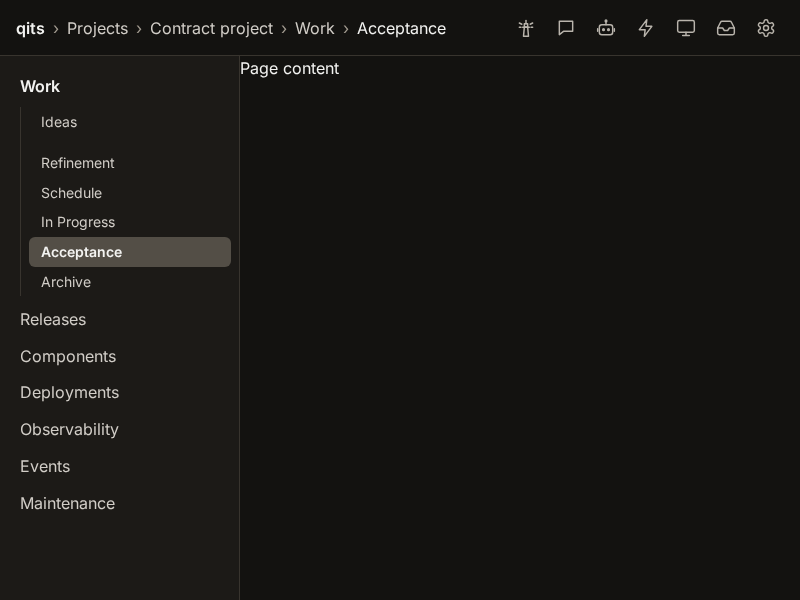 qits › Projects › Contract project › Work › Acceptance
Work
Ideas
Refinement
Schedule
In Progress
Acceptance
Archive
Releases
Components
Deployments
Observability
Events
Maintenance
Page content